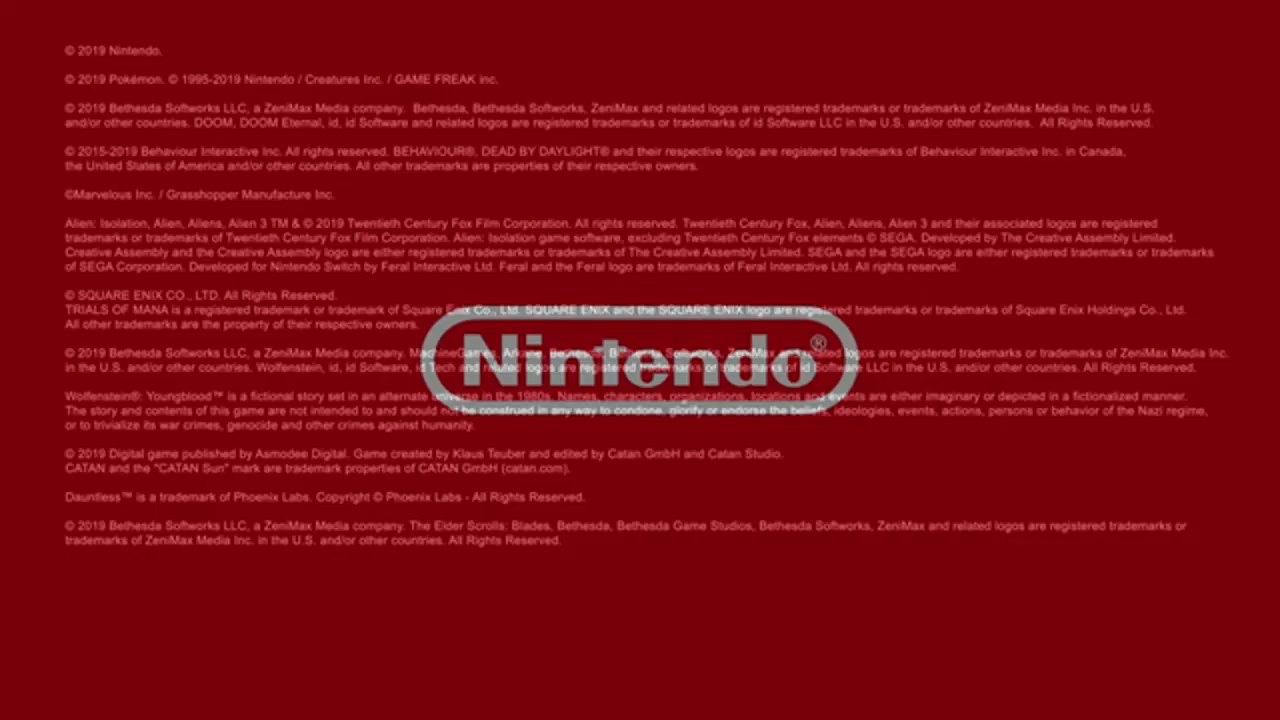 © 2019 Nintendo.
© 2019 Pokémon. © 1995-2019 Nintendo / Creatures Inc. / GAME FREAK inc.
© 2019 Bethesda Softworks LLC, a ZeniMax Media company. Bethesda, Bethesda Softworks, ZeniMax and related logos are registered trademarks or trademarks of ZeniMax Media Inc. in the U.S.
and/or other countries. DOOM, DOOM Eternal, id, id Software and related logos are registered trademarks or trademarks of id Software LLC in the U.S. and/or other countries. All Rights Reserved.
© 2015-2019 Behaviour Interactive Inc. All rights reserved. BEHAVIOUR®, DEAD BY DAYLIGHT® and their respective logos are registered trademarks of Behaviour Interactive Inc. in Canada,
the United States of America and/or other countries. All other trademarks are properties of their respective owners.
©Marvelous Inc. / Grasshopper Manufacture Inc.
Alien: Isolation, Alien, Aliens, Alien 3 TM & © 2019 Twentieth Century Fox Film Corporation. All rights reserved. Twentieth Century Fox, Alien, Aliens, Alien 3 and their associated logos are registered
trademarks or trademarks of Twentieth Century Fox Film Corporation. Alien: Isolation game software, excluding Twentieth Century Fox elements © SEGA. Developed by The Creative Assembly Limited.
Creative Assembly and the Creative Assembly logo are either registered trademarks or trademarks of The Creative Assembly Limited. SEGA and the SEGA logo are either registered trademarks or trademarks
of SEGA Corporation. Developed for Nintendo Switch by Feral Interactive Ltd. Feral and the Feral logo are trademarks of Feral Interactive Ltd. All rights reserved.
© SQUARE ENIX CO., LTD. All Rights Reserved.
TRIALS OF MANA is a registered trademark or trademark of Square Enix Co., Ltd. SQUARE ENIX and the SQUARE ENIX logo are registered trademarks or trademarks of Square Enix Holdings Co., Ltd.
All other trademarks are the property of their respective owners.
Nintendo®
© 2019 Bethesda Softworks LLC, a ZeniMax Media company. MachineGames, Arkane, Bethesda, Bethesda Softworks, ZeniMax and related logos are registered trademarks or trademarks of ZeniMax Media Inc.
in the U.S. and/or other countries. Wolfenstein, id, id Software, id Tech and related logos are registered trademarks or trademarks of id Software LLC in the U.S. and/or other countries. All Rights Reserved.
Wolfenstein®: Youngblood™ is a fictional story set in an alternate universe in the 1980s. Names, characters, organizations, locations and events are either imaginary or depicted in a fictionalized manner.
The story and contents of this game are not intended to and should not be construed in any way to condone, glorify or endorse the beliefs, ideologies, events, actions, persons or behavior of the Nazi regime,
or to trivialize its war crimes, genocide and other crimes against humanity.
© 2019 Digital game published by Asmodee Digital. Game created by Klaus Teuber and edited by Catan GmbH and Catan Studio.
CATAN and the "CATAN Sun" mark are trademark properties of CATAN GmbH (catan.com).
Dauntless™ is a trademark of Phoenix Labs. Copyright © Phoenix Labs - All Rights Reserved.
© 2019 Bethesda Softworks LLC, a ZeniMax Media company. The Elder Scrolls: Blades, Bethesda, Bethesda Game Studios, Bethesda Softworks, ZeniMax and related logos are registered trademarks or
trademarks of ZeniMax Media Inc. in the U.S. and/or other countries. All Rights Reserved.